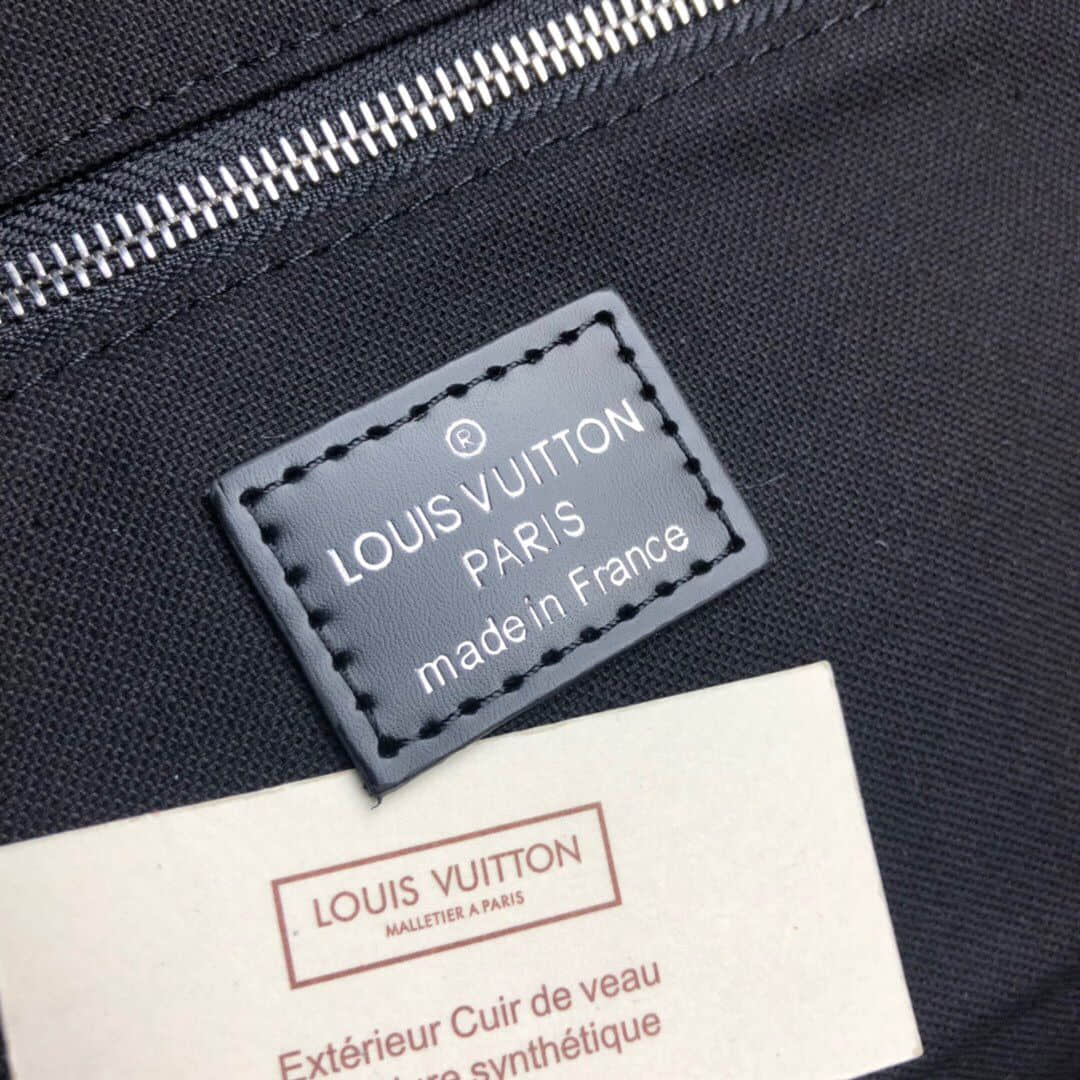 ®
LOUIS VUITTON
PARIS
made in France
LOUIS VUITTON
MALLETIER A PARIS
Extérieur Cuir de veau
synthétique